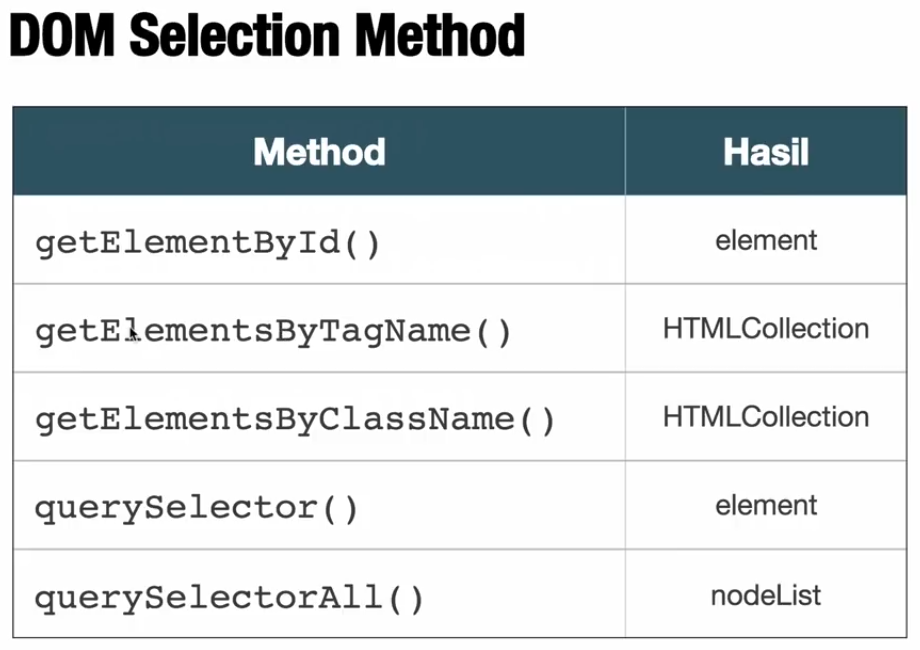 DOM Selection Method
Method Hasil
getElementById() element
getElementsByTagName() HTMLCollection
getElementsByClassName() HTMLCollection
querySelector() element
querySelectorAll() nodeList